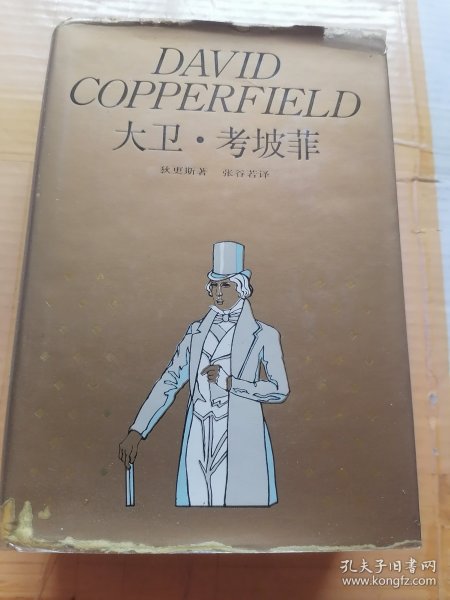 DAVID
COPPERFIELD
大卫·考坡菲
狄更斯著 张谷若译
孔夫子旧书网
www.kongfz.com